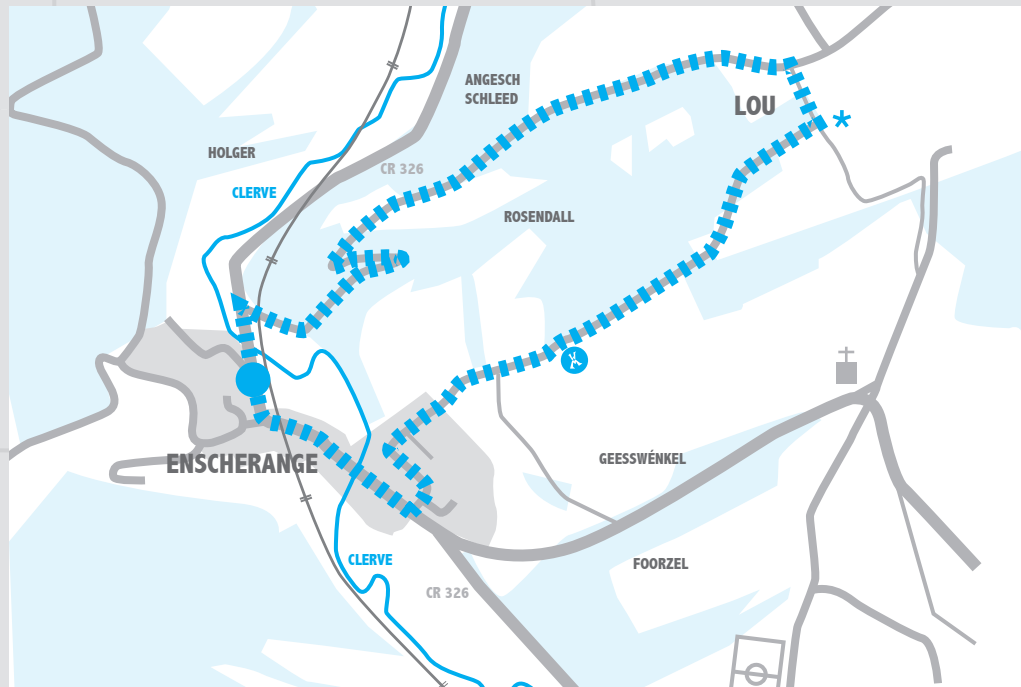 ANGESCH
SCHLEED
LOU
*
HOLGER
CR 326
CLERVE
ROSENDALL
ENSCHERANGE
GEESSWÉNKEL
CLERVE
FOORZEL
CR 326